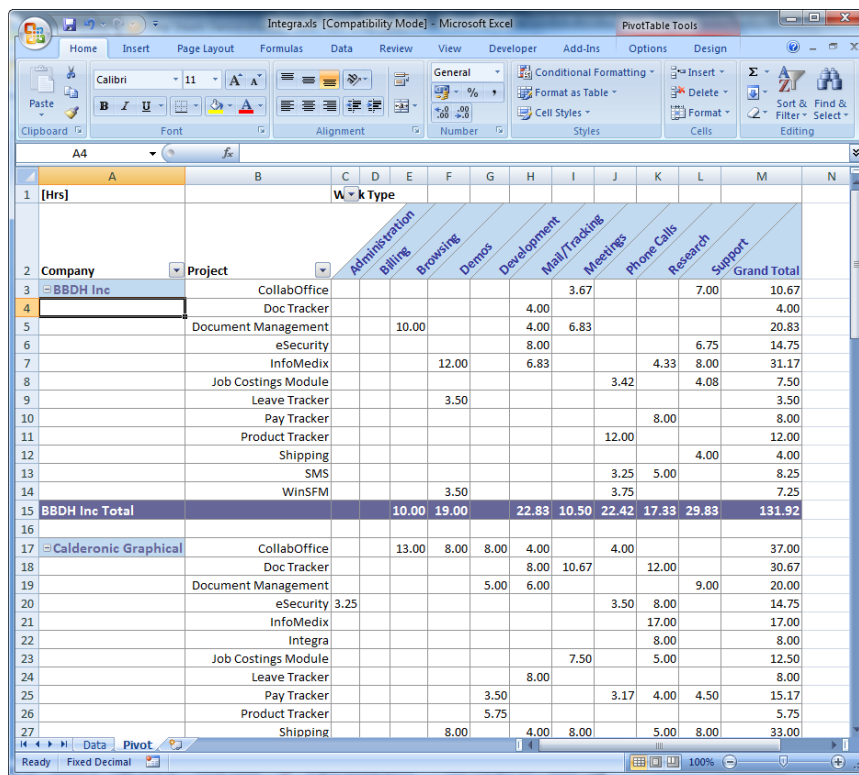 Integra.xls [Compatibility Mode] - Microsoft Excel PivotTable Tools
Home Insert Page Layout Formulas Data Review View Developer Add-Ins Options Design
Calibri 11 A A General Conditional Formatting Insert Σ
Paste B I U A % , Format as Table Delete Sort & Find &
Cell Styles Format Filter Select
Clipboard Font Alignment Number Styles Cells Editing
A4 fx
A B C D E F G H I J K L M N
1 [Hrs] W k Type
Administration Billing Browsing Demos Development Mail/Tracking Meetings Phone Calls Research Support
2 Company Project Grand Total
3 BBDH Inc CollabOffice 3.67 7.00 10.67
4 Doc Tracker 4.00 4.00
5 Document Management 10.00 4.00 6.83 20.83
6 eSecurity 8.00 6.75 14.75
7 InfoMedix 12.00 6.83 4.33 8.00 31.17
8 Job Costings Module 3.42 4.08 7.50
9 Leave Tracker 3.50 3.50
10 Pay Tracker 8.00 8.00
11 Product Tracker 12.00 12.00
12 Shipping 4.00 4.00
13 SMS 3.25 5.00 8.25
14 WinSFM 3.50 3.75 7.25
15 BBDH Inc Total 10.00 19.00 22.83 10.50 22.42 17.33 29.83 131.92
16
17 Calderonic Graphical CollabOffice 13.00 8.00 8.00 4.00 4.00 37.00
18 Doc Tracker 8.00 10.67 12.00 30.67
19 Document Management 5.00 6.00 9.00 20.00
20 eSecurity 3.25 3.50 8.00 14.75
21 InfoMedix 17.00 17.00
22 Integra 8.00 8.00
23 Job Costings Module 7.50 5.00 12.50
24 Leave Tracker 8.00 8.00
25 Pay Tracker 3.50 3.17 4.00 4.50 15.17
26 Product Tracker 5.75 5.75
27 Shipping 8.00 4.00 8.00 5.00 8.00 33.00
Data Pivot
Ready Fixed Decimal 100%